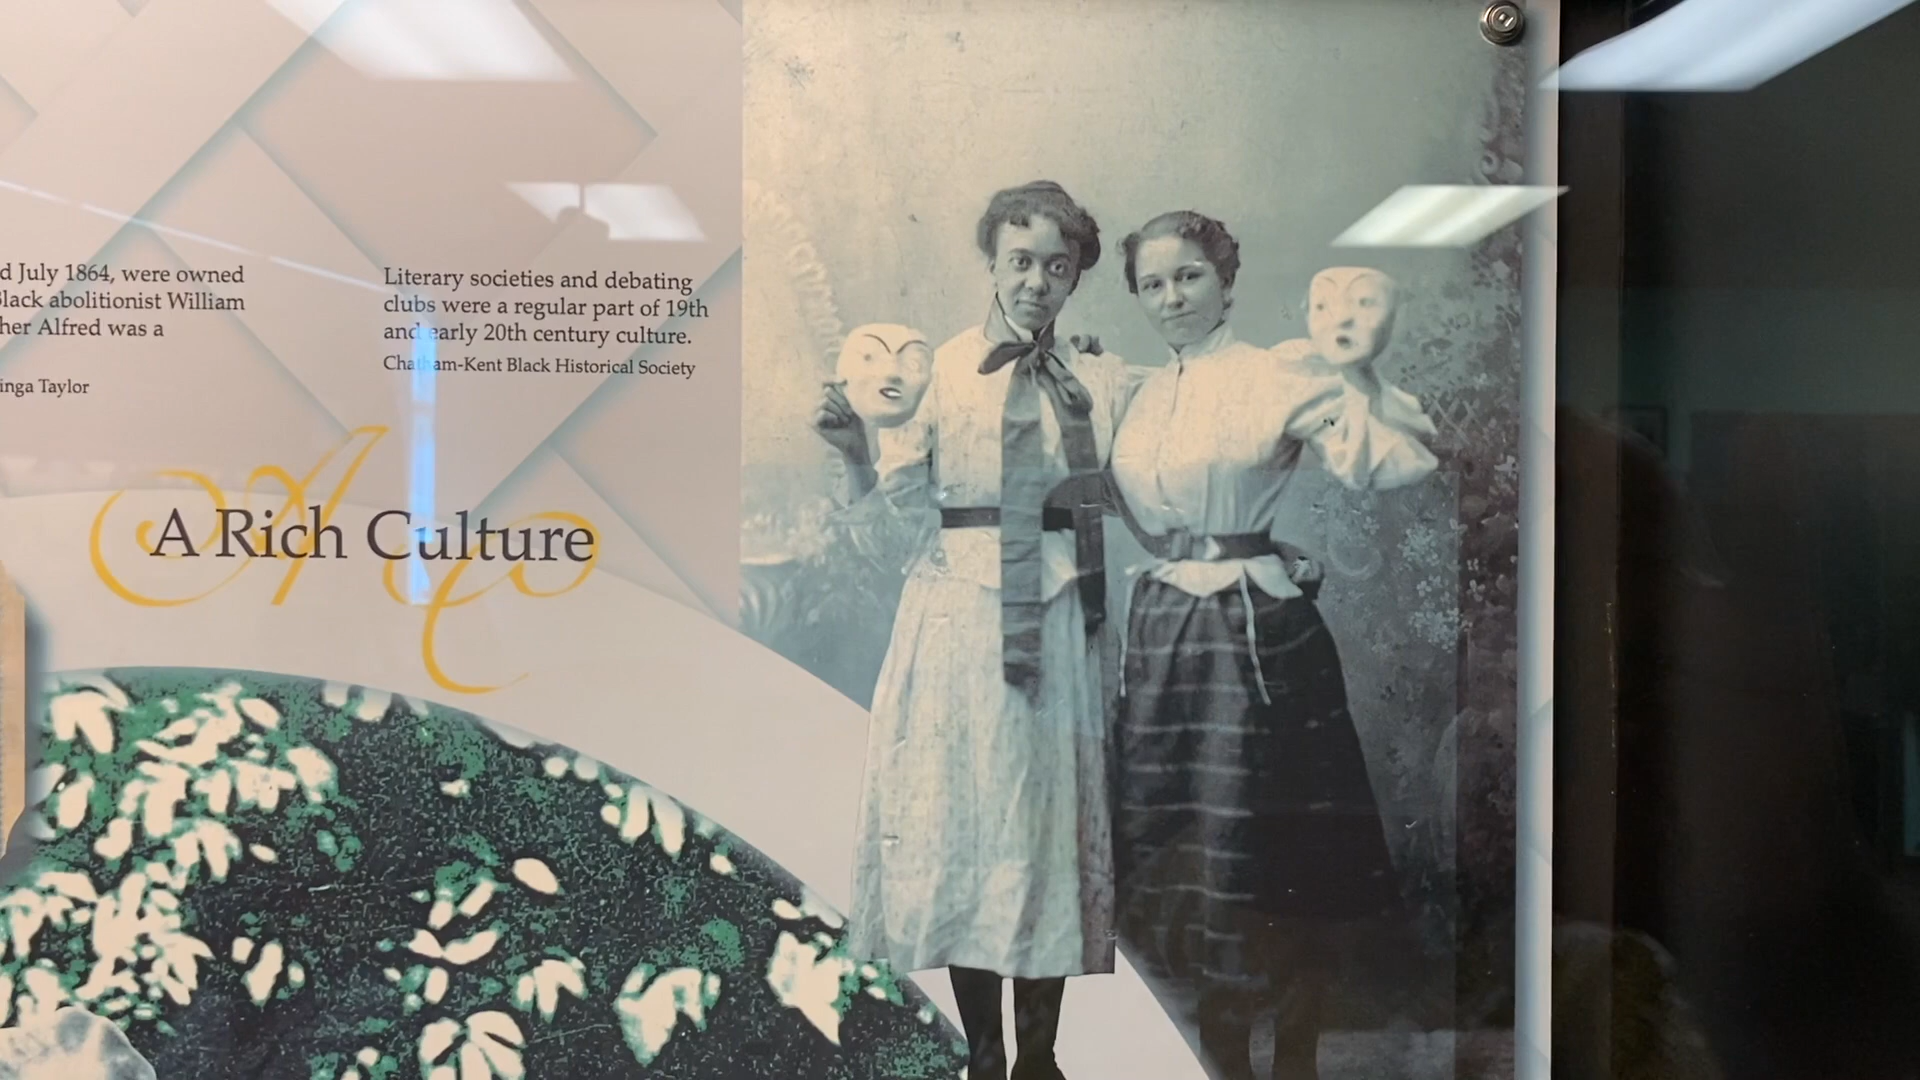 d July 1864, were owned
Black abolitionist William
her Alfred was a
inga Taylor
Literary societies and debating
clubs were a regular part of 19th
and early 20th century culture.
Chatham-Kent Black Historical Society
A Rich Culture